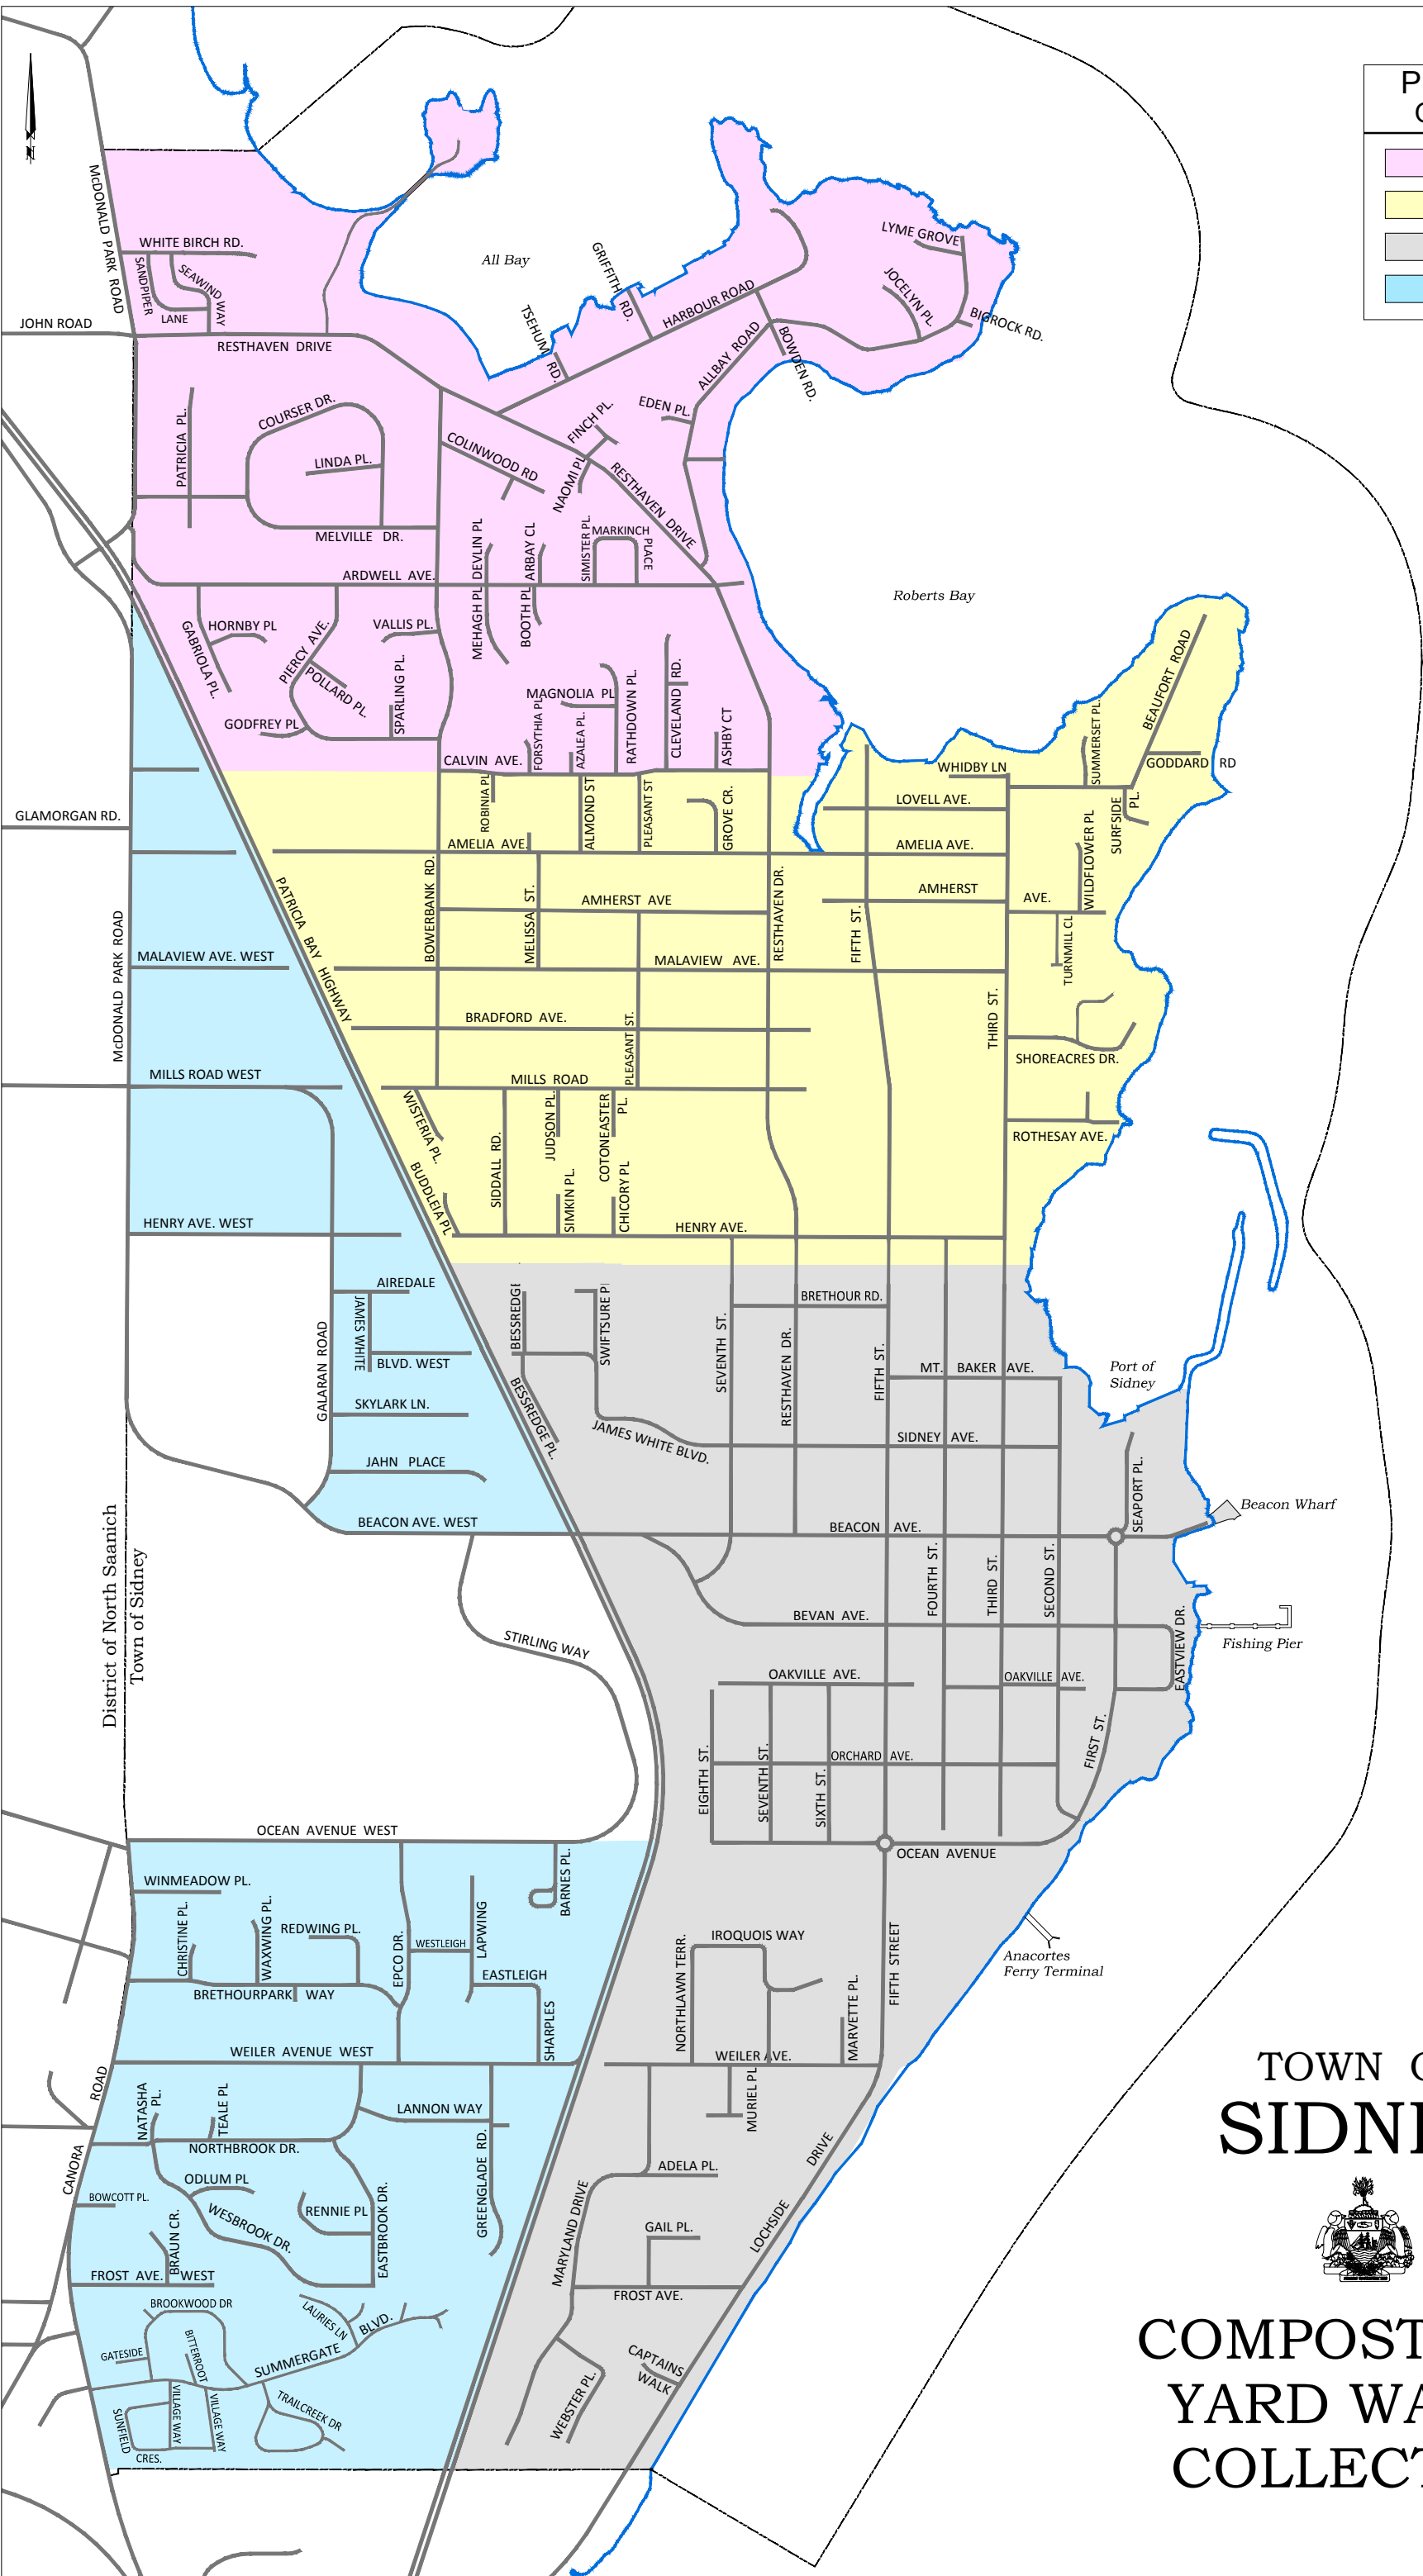 P
C
N
McDONALD PARK ROAD
WHITE BIRCH RD.
SANDPIPER
SEAWIND
WAY
LANE
JOHN ROAD
RESTHAVEN DRIVE
All Bay
GRIFFITH RD.
TSEHUM RD.
HARBOUR ROAD
LYME GROVE
JOCELYN PL.
BIGROCK RD.
BOWDEN RD.
ALLBAY ROAD
EDEN PL.
FINCH PL.
NAOMI PL
COLINWOOD RD
RESTHAVEN DRIVE
PATRICIA PL.
COURSER DR.
LINDA PL.
MELVILLE DR.
DEVLIN PL
ARBAY CL
SIMISTER PL.
MARKINCH
PLACE
ARDWELL AVE.
MEHAGH PL
BOOTH PL
Roberts Bay
HORNBY PL
GABRIOLA PL.
PIERCY AVE.
POLLARD PL.
VALLIS PL.
SPARLING PL.
GODFREY PL
MAGNOLIA PL
FORSYTHIA PL
AZALEA PL.
RATHDOWN PL.
CLEVELAND RD.
ASHBY CT
CALVIN AVE.
BEAUFORT ROAD
SUMMERSET PL.
GODDARD RD
WHIDBY LN
LOVELL AVE.
SURFSIDE
PL.
ROBINIA PL
ALMOND ST
PLEASANT ST
GROVE CR.
GLAMORGAN RD.
AMELIA AVE.
AMELIA AVE.
WILDFLOWER PL
PATRICIA BAY HIGHWAY
BOWERBANK RD.
MELISSA ST.
AMHERST AVE
RESTHAVEN DR.
FIFTH ST.
AMHERST
AVE.
TURNMILL CL
McDONALD PARK ROAD
MALAVIEW AVE. WEST
MALAVIEW AVE.
BRADFORD AVE.
PLEASANT ST.
THIRD ST.
SHOREACRES DR.
MILLS ROAD WEST
MILLS ROAD
WISTERIA PL.
BUDDLEIA PL
SIDDALL RD.
JUDSON PL.
SIMKIN PL.
COTONEASTER
PL.
CHICORY PL
ROTHESAY AVE.
HENRY AVE. WEST
HENRY AVE.
AIREDALE
JAMES WHITE
BLVD. WEST
GALARAN ROAD
BESSREDGE
SWIFTSURE P
BRETHOUR RD.
SEVENTH ST.
RESTHAVEN DR.
FIFTH ST.
MT. BAKER AVE.
Port of
Sidney
SKYLARK LN.
BESSREDGE PL.
JAMES WHITE BLVD.
SIDNEY AVE.
JAHN PLACE
SEAPORT PL.
Beacon Wharf
BEACON AVE. WEST
BEACON AVE.
District of North Saanich
Town of Sidney
FOURTH ST.
THIRD ST.
SECOND ST.
BEVAN AVE.
STIRLING WAY
EASTVIEW DR.
Fishing Pier
OAKVILLE AVE.
OAKVILLE AVE.
EIGHTH ST.
SEVENTH ST.
SIXTH ST.
ORCHARD AVE.
FIRST ST.
OCEAN AVENUE WEST
OCEAN AVENUE
WINMEADOW PL.
BARNES PL.
CHRISTINE PL.
WAXWING PL.
REDWING PL.
EPCO DR.
WESTLEIGH
LAPWING
EASTLEIGH
SHARPLES
BRETHOURPARK WAY
NORTHLAWN TERR.
IROQUOIS WAY
MARVETTE PL.
FIFTH STREET
Anacortes
Ferry Terminal
WEILER AVENUE WEST
WEILER AVE.
MURIEL PL
CANORA ROAD
NATASHA
PL.
TEALE PL
LANNON WAY
NORTHBROOK DR.
GREENGLADE RD.
ODLUM PL
BOWCOTT PL.
WESBROOK DR.
RENNIE PL
EASTBROOK DR.
BRAUN CR.
FROST AVE. WEST
ADELA PL.
MARYLAND DRIVE
GAIL PL.
LOCHSIDE DRIVE
FROST AVE.
BROOKWOOD DR
LAURIES LN
SUMMERGATE BLVD.
GATESIDE
BITTERROOT
VILLAGE WAY
VILLAGE WAY
TRAILCREEK DR
SUNFIELD
CRES.
WEBSTER PL.
CAPTAINS
WALK
TOWN O
SIDNE
COMPOST
YARD WA
COLLECT